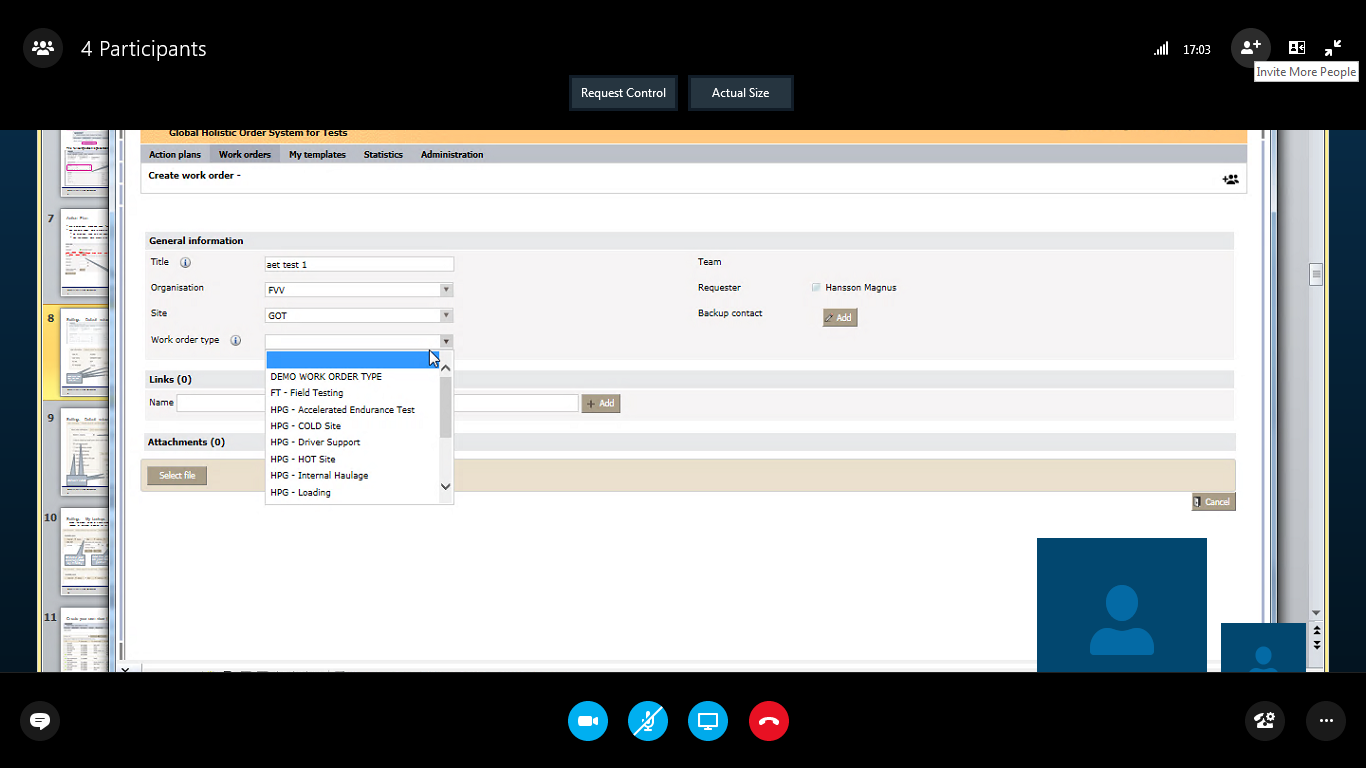 4 Participants
17:03
Invite More People
Request Control
Actual Size
Global Holistic Order System for Tests
Action plans Work orders My templates Statistics Administration
Create work order -
7
8
9
10
11
General information
Title
aet test 1
Team
Organisation
FVV
Requester
Hansson Magnus
Site
GOT
Backup contact
Add
Work order type
DEMO WORK ORDER TYPE
FT - Field Testing
HPG - Accelerated Endurance Test
HPG - COLD Site
HPG - Driver Support
HPG - HOT Site
HPG - Internal Haulage
HPG - Loading
Links (0)
Name
+ Add
Attachments (0)
Select file
Cancel